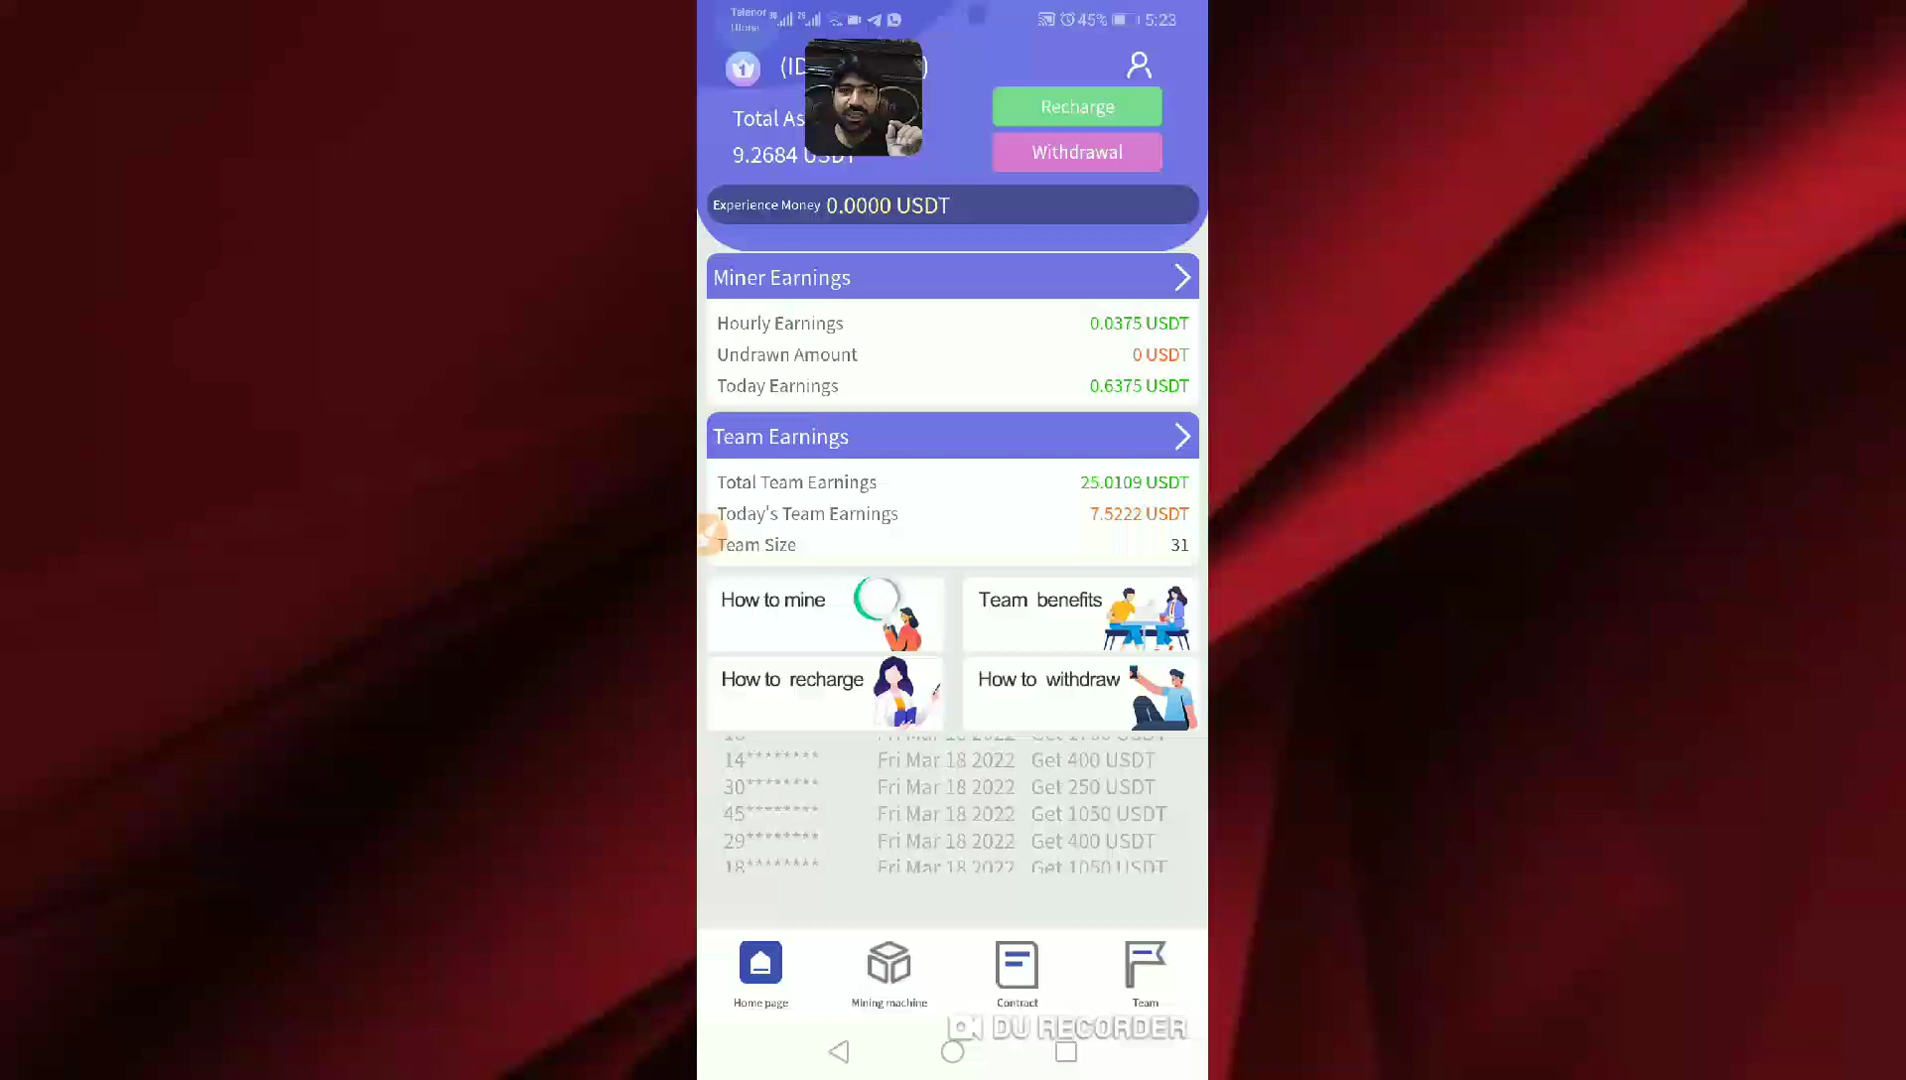 Telenor
45% 5:23
(ID )
Recharge
Total As
Withdrawal
9.2684 USDT
Experience Money 0.0000 USDT
Miner Earnings
Hourly Earnings 0.0375 USDT
Undrawn Amount 0 USDT
Today Earnings 0.6375 USDT
Team Earnings
Total Team Earnings 25.0109 USDT
Today's Team Earnings 7.5222 USDT
Team Size 31
How to mine Team benefits
How to recharge How to withdraw
14******** Fri Mar 18 2022 Get 400 USDT
30******** Fri Mar 18 2022 Get 250 USDT
45******** Fri Mar 18 2022 Get 1050 USDT
29******** Fri Mar 18 2022 Get 400 USDT
18******** Fri Mar 18 2022 Get 1050 USDT
Home page Mining machine Contract Team
DU RECORDER